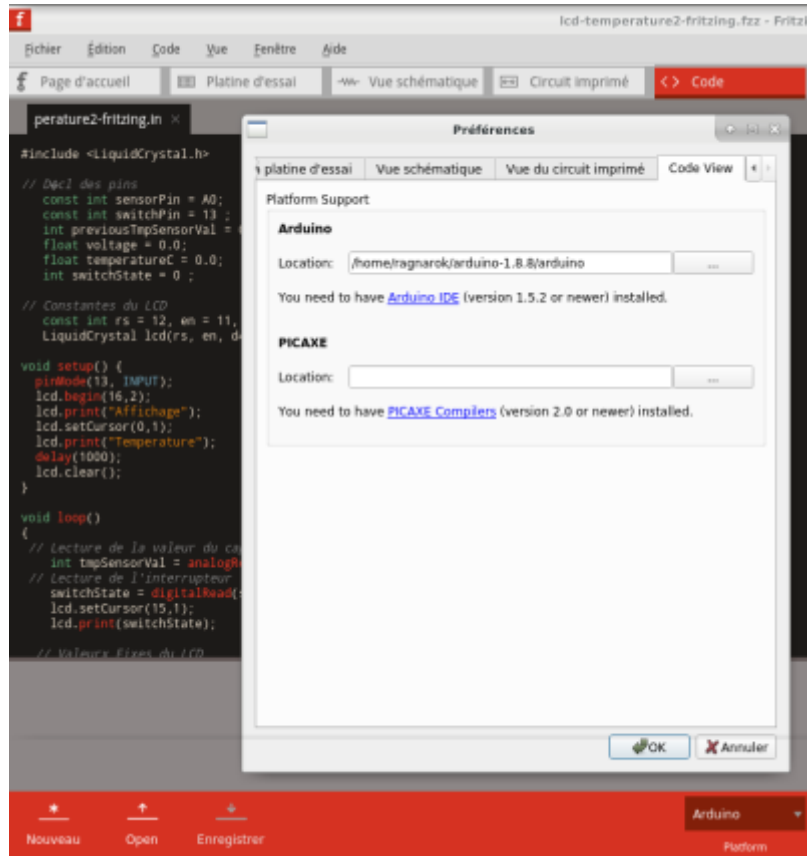 f lcd-temperature2-fritzing.fzz - Fritzi
Fichier Édition Code Vue Fenêtre Aide
Page d'accueil Platine d'essai Vue schématique Circuit imprimé <> Code
perature2-fritzing.in ×
#include <LiquidCrystal.h>
// Décl des pins
const int sensorPin = A0;
const int switchPin = 13 ;
int previousTmpSensorVal =
float voltage = 0.0;
float temperatureC = 0.0;
int switchState = 0 ;
// Constantes du LCD
const int rs = 12, en = 11,
LiquidCrystal lcd(rs, en, d
void setup() {
pinMode(13, INPUT);
lcd.begin(16,2);
lcd.print("Affichage");
lcd.setCursor(0,1);
lcd.print("Temperature");
delay(1000);
lcd.clear();
}
void loop()
{
// Lecture de la valeur du ca
int tmpSensorVal = analogR
// Lecture de l'interrupteur
switchState = digitalRead(
lcd.setCursor(15,1);
lcd.print(switchState);
// Valeurx Fixes du LCD
Préférences
platine d'essai Vue schématique Vue du circuit imprimé Code View
Platform Support
Arduino
Location: /home/ragnarok/arduino-1.8.8/arduino ...
You need to have Arduino IDE (version 1.5.2 or newer) installed.
PICAXE
Location: ...
You need to have PICAXE Compilers (version 2.0 or newer) installed.
OK Annuler
Nouveau Open Enregistrer
Arduino
Platform